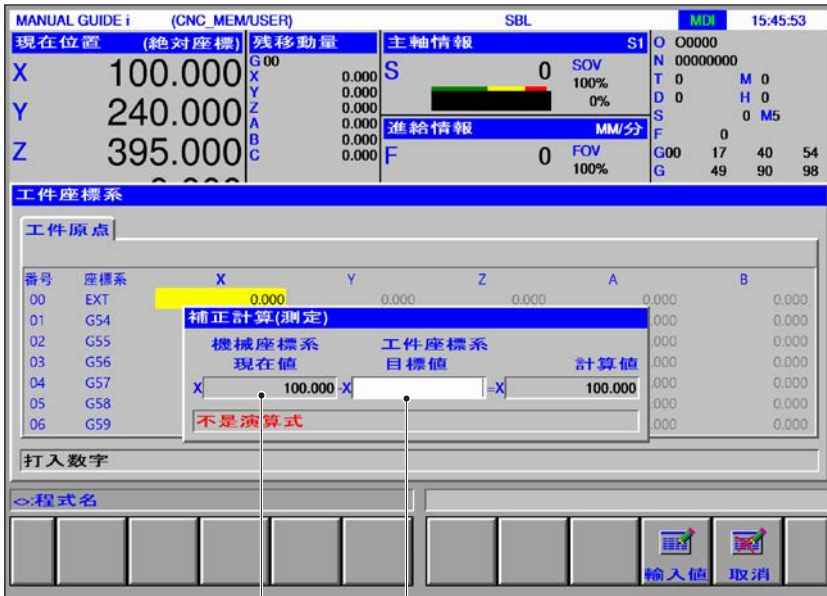 MANUAL GUIDE i (CNC_MEM/USER) SBL MDI 15:45:53
現在位置 (絶対座標) 残移動量 主軸情報 S1 O O0000
N 00000000
X 100.000 G 00 S 0 SOV 100% 0%
X 0.000 T 0 M 0
Y 240.000 Y 0.000 D 0 H 0
Z 0.000 S 0 M5
A 0.000 進給情報 MM/分 F 0
Z 395.000 B 0.000 F 0 FOV 100% G00 17 40 54
C 0.000 G 49 90 98
工件座標系
工件原点
番号 座標系 X Y Z A B
00 EXT 0.000 0.000 0.000 0.000 0.000
01 G54 .000 0.000
02 G55 .000 0.000
03 G56 .000 0.000
04 G57 .000 0.000
05 G58 .000 0.000
06 G59 .000 0.000
補正計算(測定)
機械座標系 工件座標系
現在値 目標値 計算値
X 100.000 -X =X 100.000
不是演算式
打入数字
<>:程式名
輸入值 取消